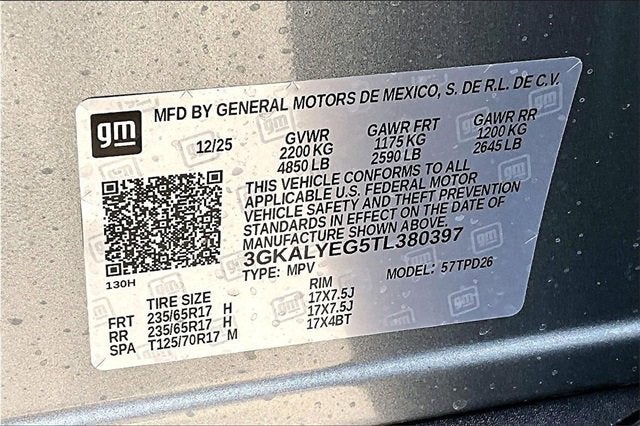 gm
MFD BY GENERAL MOTORS DE MEXICO, S. DE R.L. DE C.V.
12/25 GVWR GAWR FRT GAWR RR
2200 KG 1175 KG 1200 KG
4850 LB 2590 LB 2645 LB
THIS VEHICLE CONFORMS TO ALL
APPLICABLE U.S. FEDERAL MOTOR
VEHICLE SAFETY AND THEFT PREVENTION
STANDARDS IN EFFECT ON THE DATE OF
MANUFACTURE SHOWN ABOVE.
3GKALYEG5TL380397
TYPE: MPV MODEL: 57TPD26
130H
TIRE SIZE RIM
FRT 235/65R17 H 17X7.5J
RR 235/65R17 H 17X7.5J
SPA T125/70R17 M 17X4BT